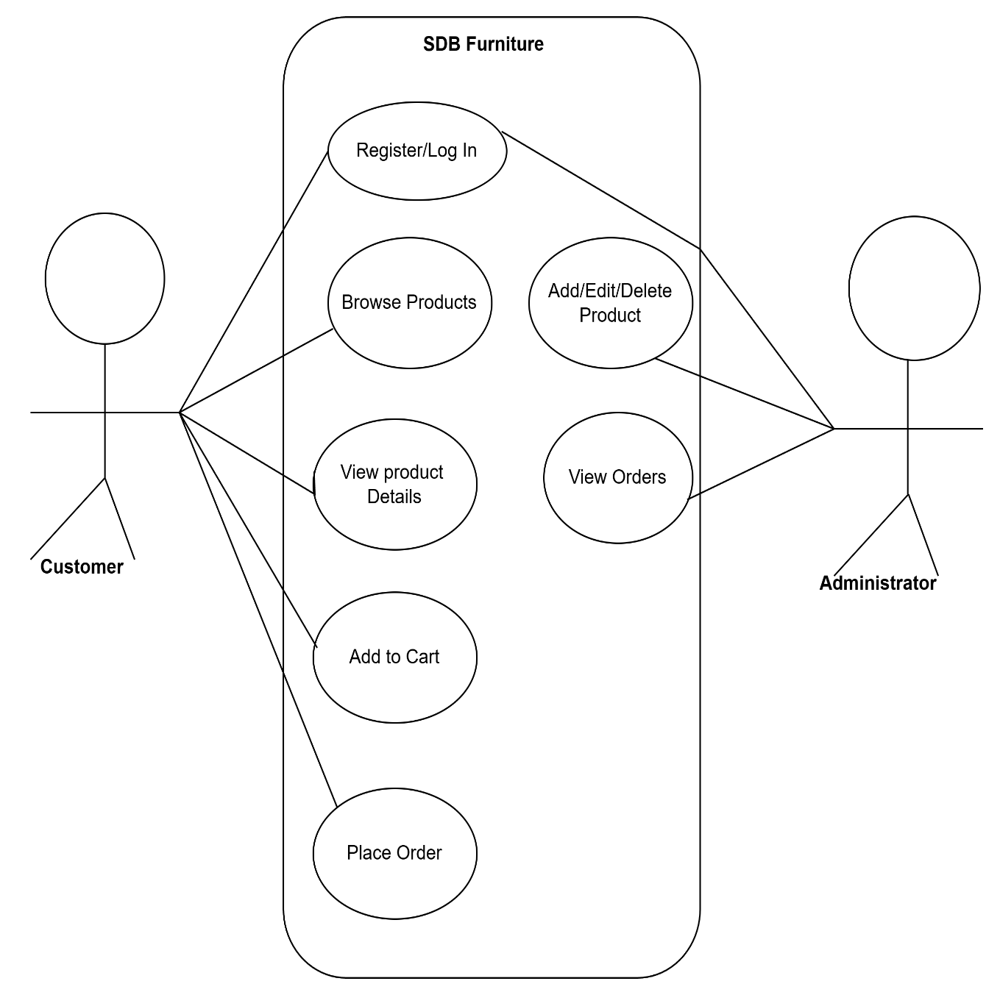 SDB Furniture
Register/Log In
Browse Products
Add/Edit/Delete
Product
View product
Details
View Orders
Customer
Administrator
Add to Cart
Place Order